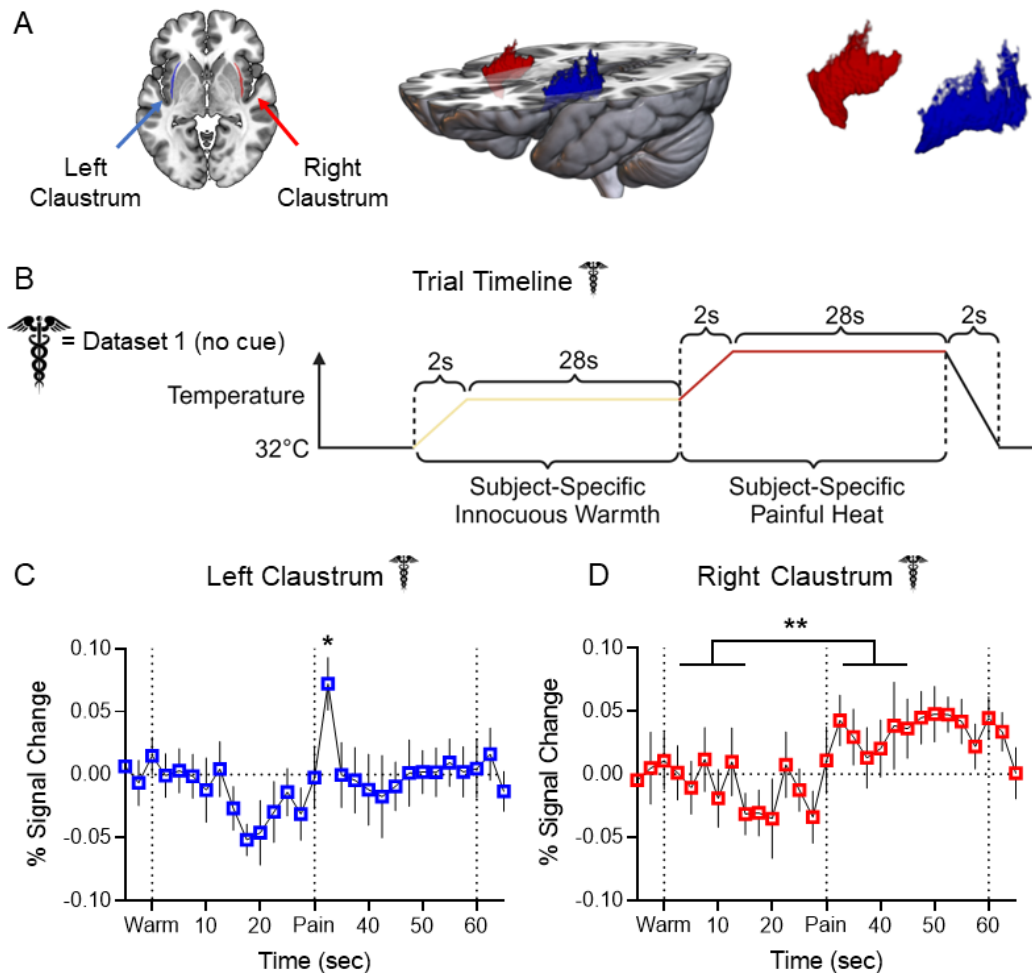 A
Left
Claustrum
Right
Claustrum
B
Trial Timeline
= Dataset 1 (no cue)
2s
28s
2s
28s
2s
Temperature
32°C
Subject-Specific
Innocuous Warmth
Subject-Specific
Painful Heat
C
Left Claustrum
*
0.10
0.05
0.00
-0.05
-0.10
% Signal Change
Warm 10 20 Pain 40 50 60
Time (sec)
D
Right Claustrum
**
0.10
0.05
0.00
-0.05
-0.10
% Signal Change
Warm 10 20 Pain 40 50 60
Time (sec)